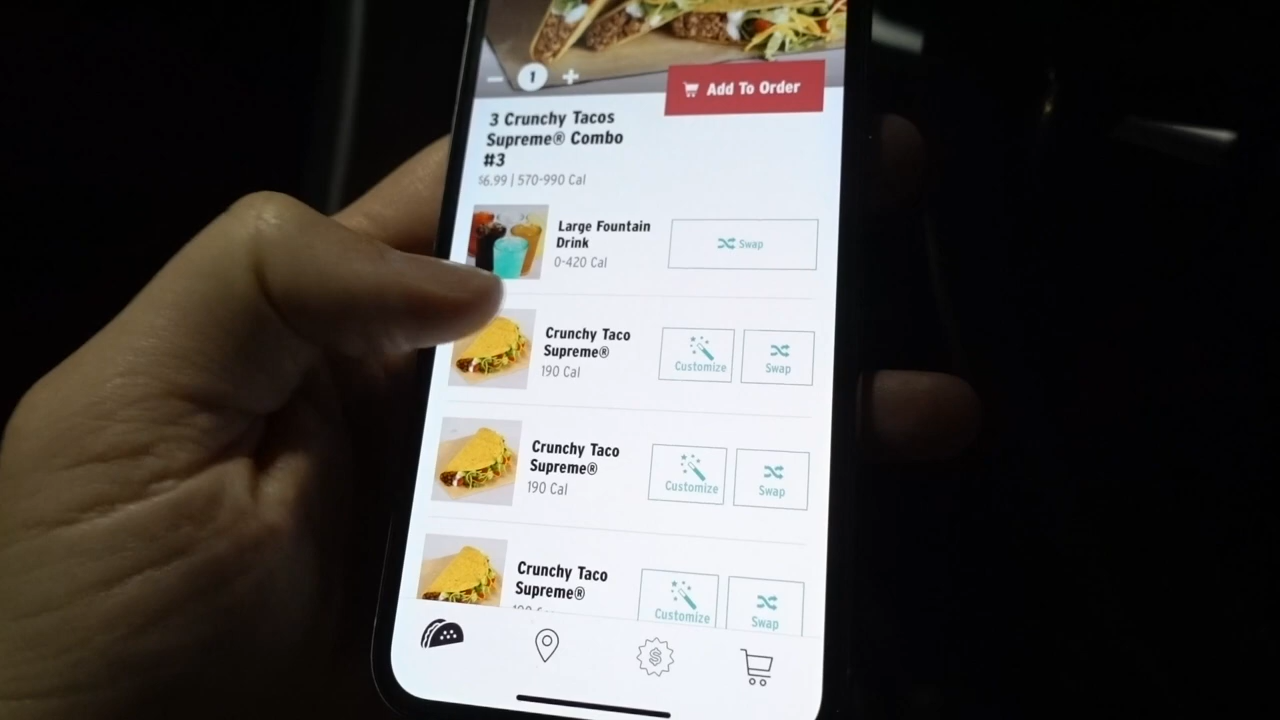 1
Add To Order
3 Crunchy Tacos
Supreme® Combo
#3
$6.99 | 570-990 Cal
Large Fountain
Drink
0-420 Cal
Swap
Crunchy Taco
Supreme®
190 Cal
Customize
Swap
Crunchy Taco
Supreme®
190 Cal
Customize
Swap
Crunchy Taco
Supreme®
Customize
Swap
$